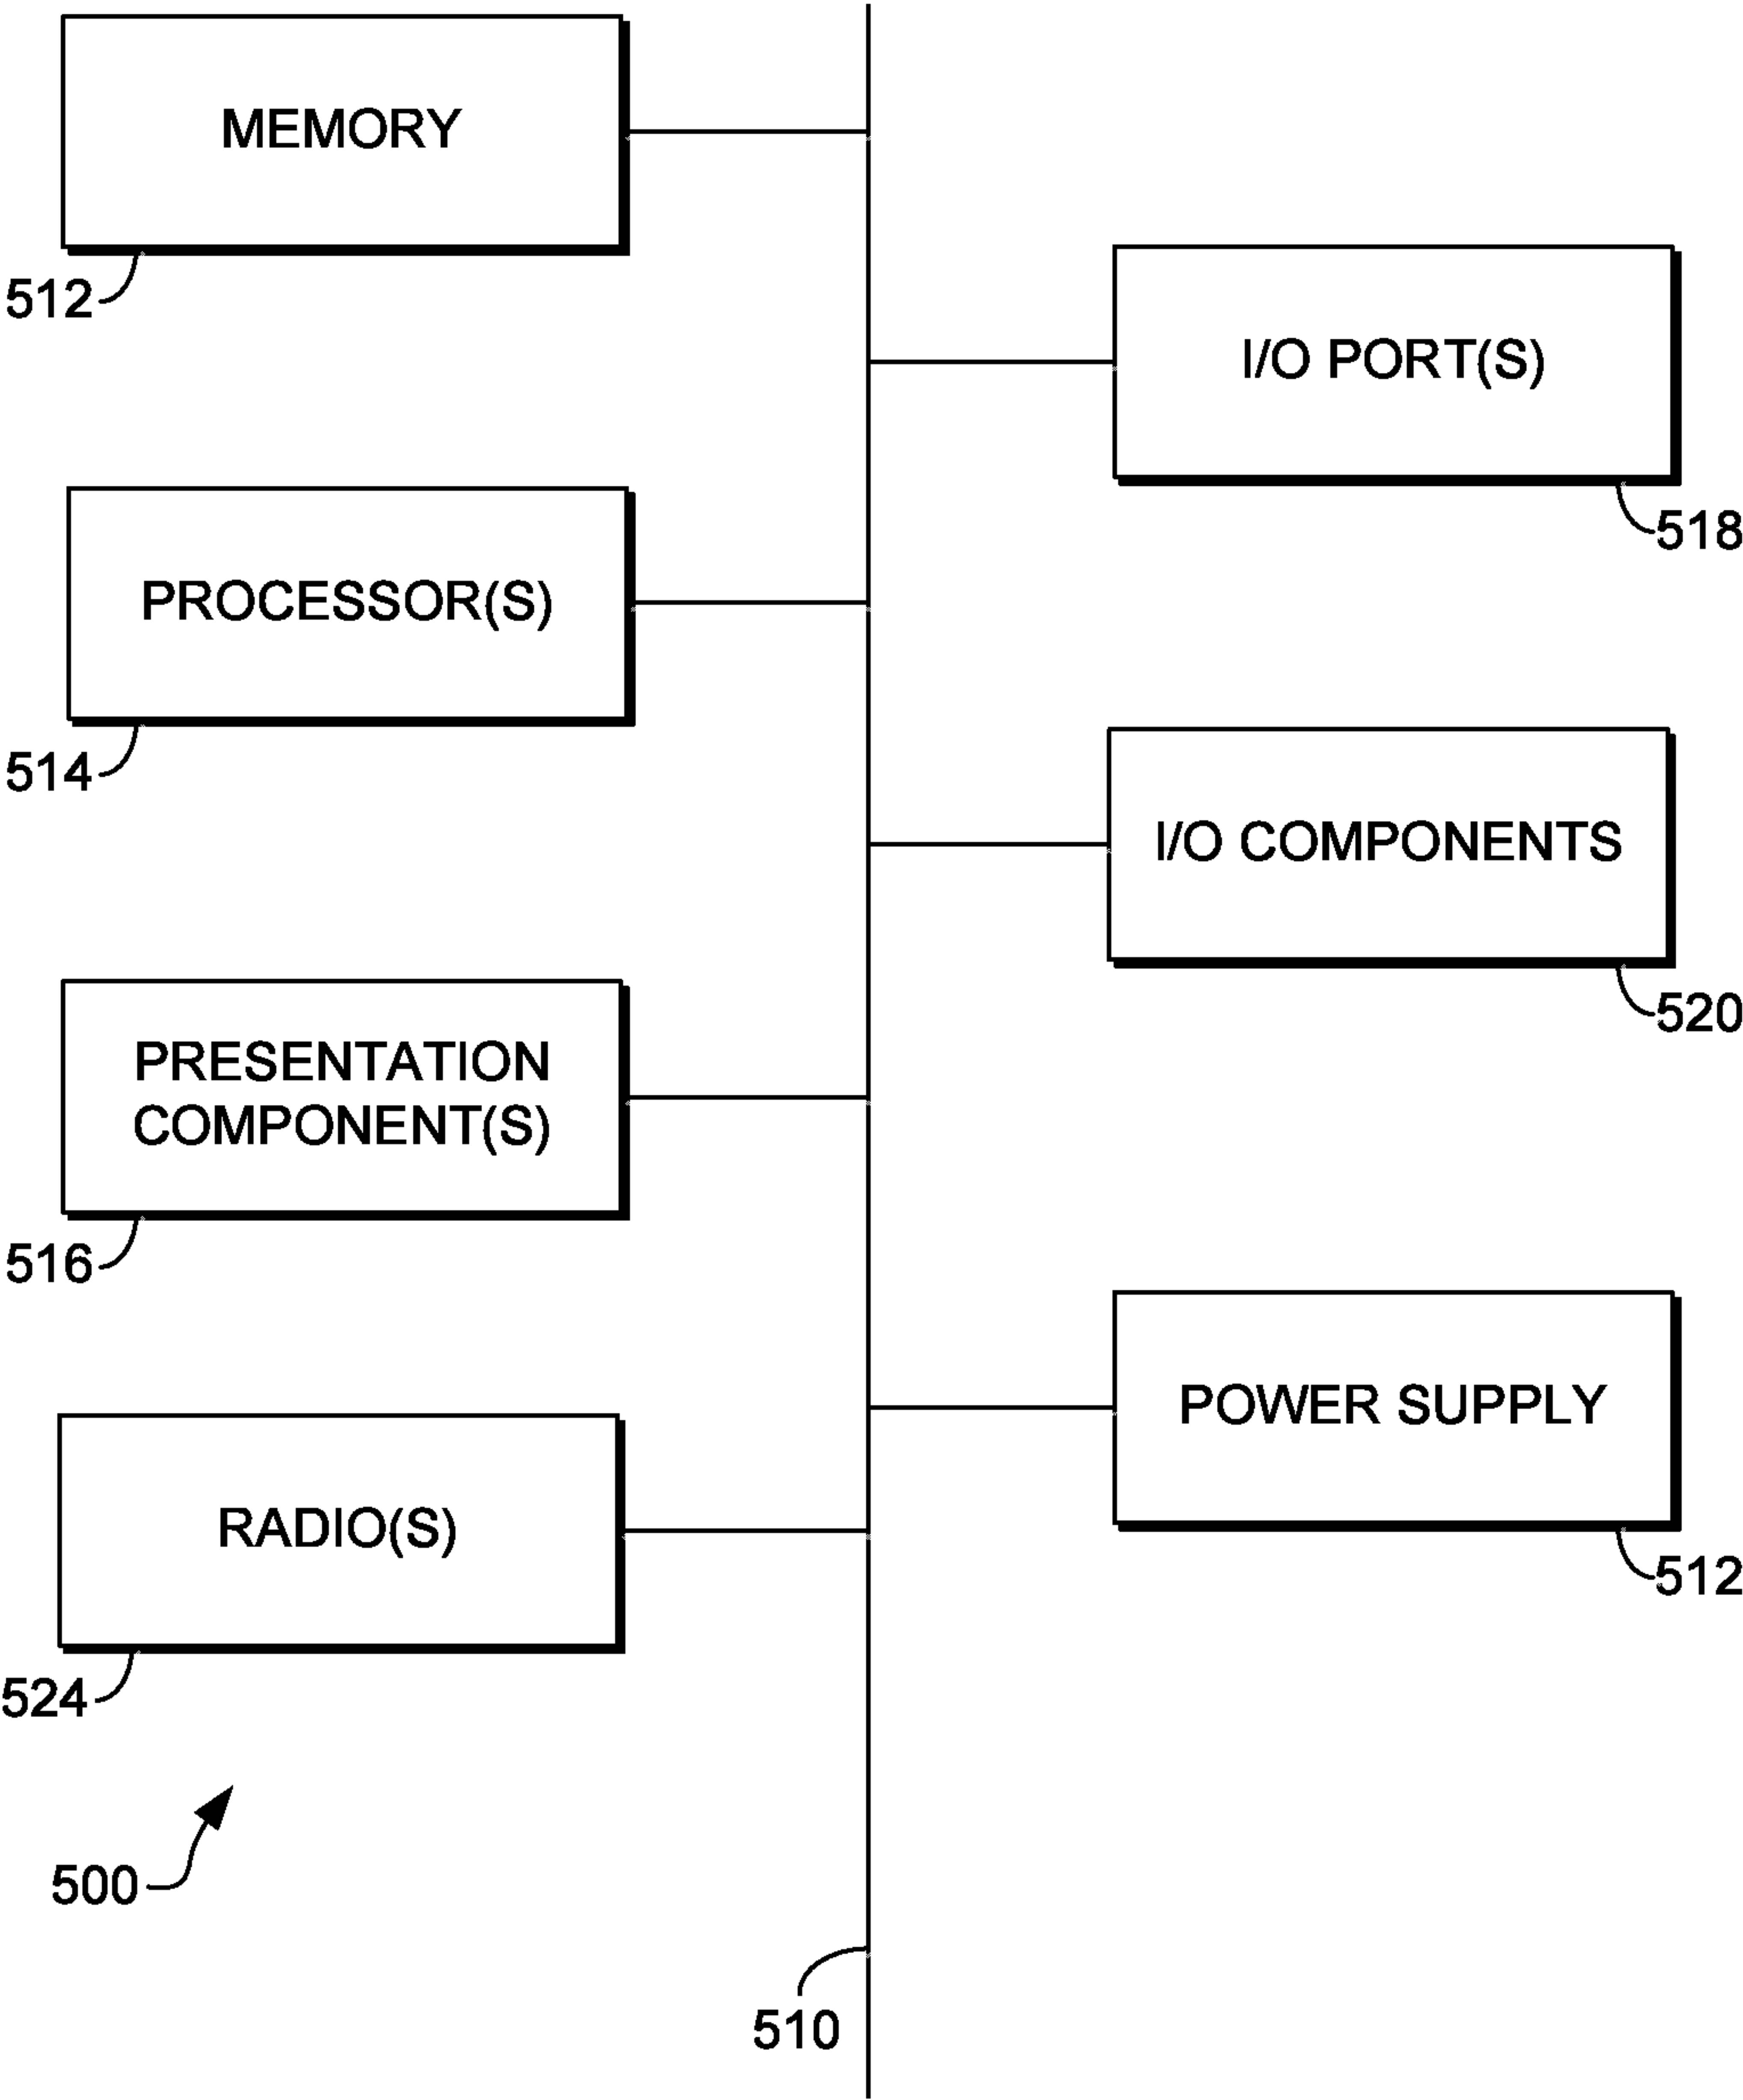 MEMORY
512
I/O PORT(S)
518
PROCESSOR(S)
514
I/O COMPONENTS
520
PRESENTATION
COMPONENT(S)
516
POWER SUPPLY
512
RADIO(S)
524
500
510